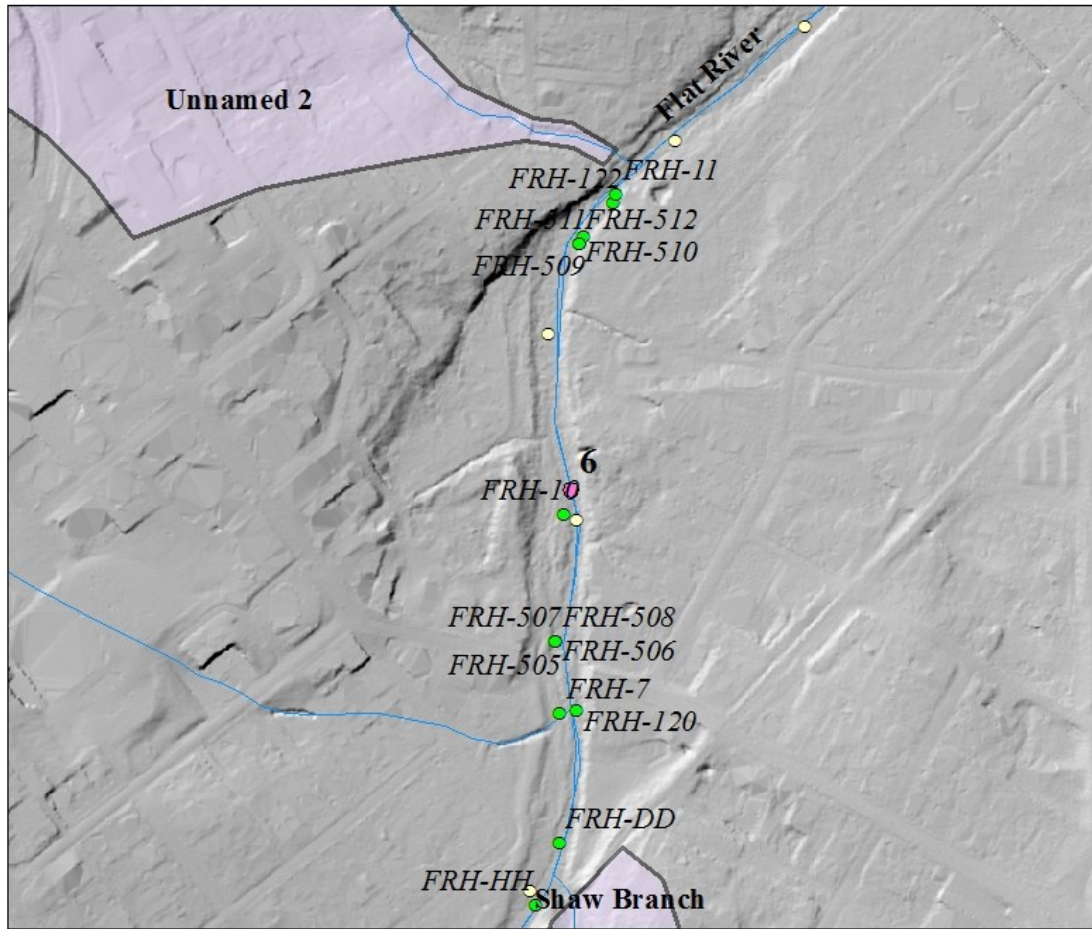 Flat River
Unnamed 2
FRH-122
FRH-11
FRH-511
FRH-512
FRH-510
FRH-509
6
FRH-10
FRH-507
FRH-508
FRH-505
FRH-506
FRH-7
FRH-120
FRH-DD
FRH-HH
Shaw Branch